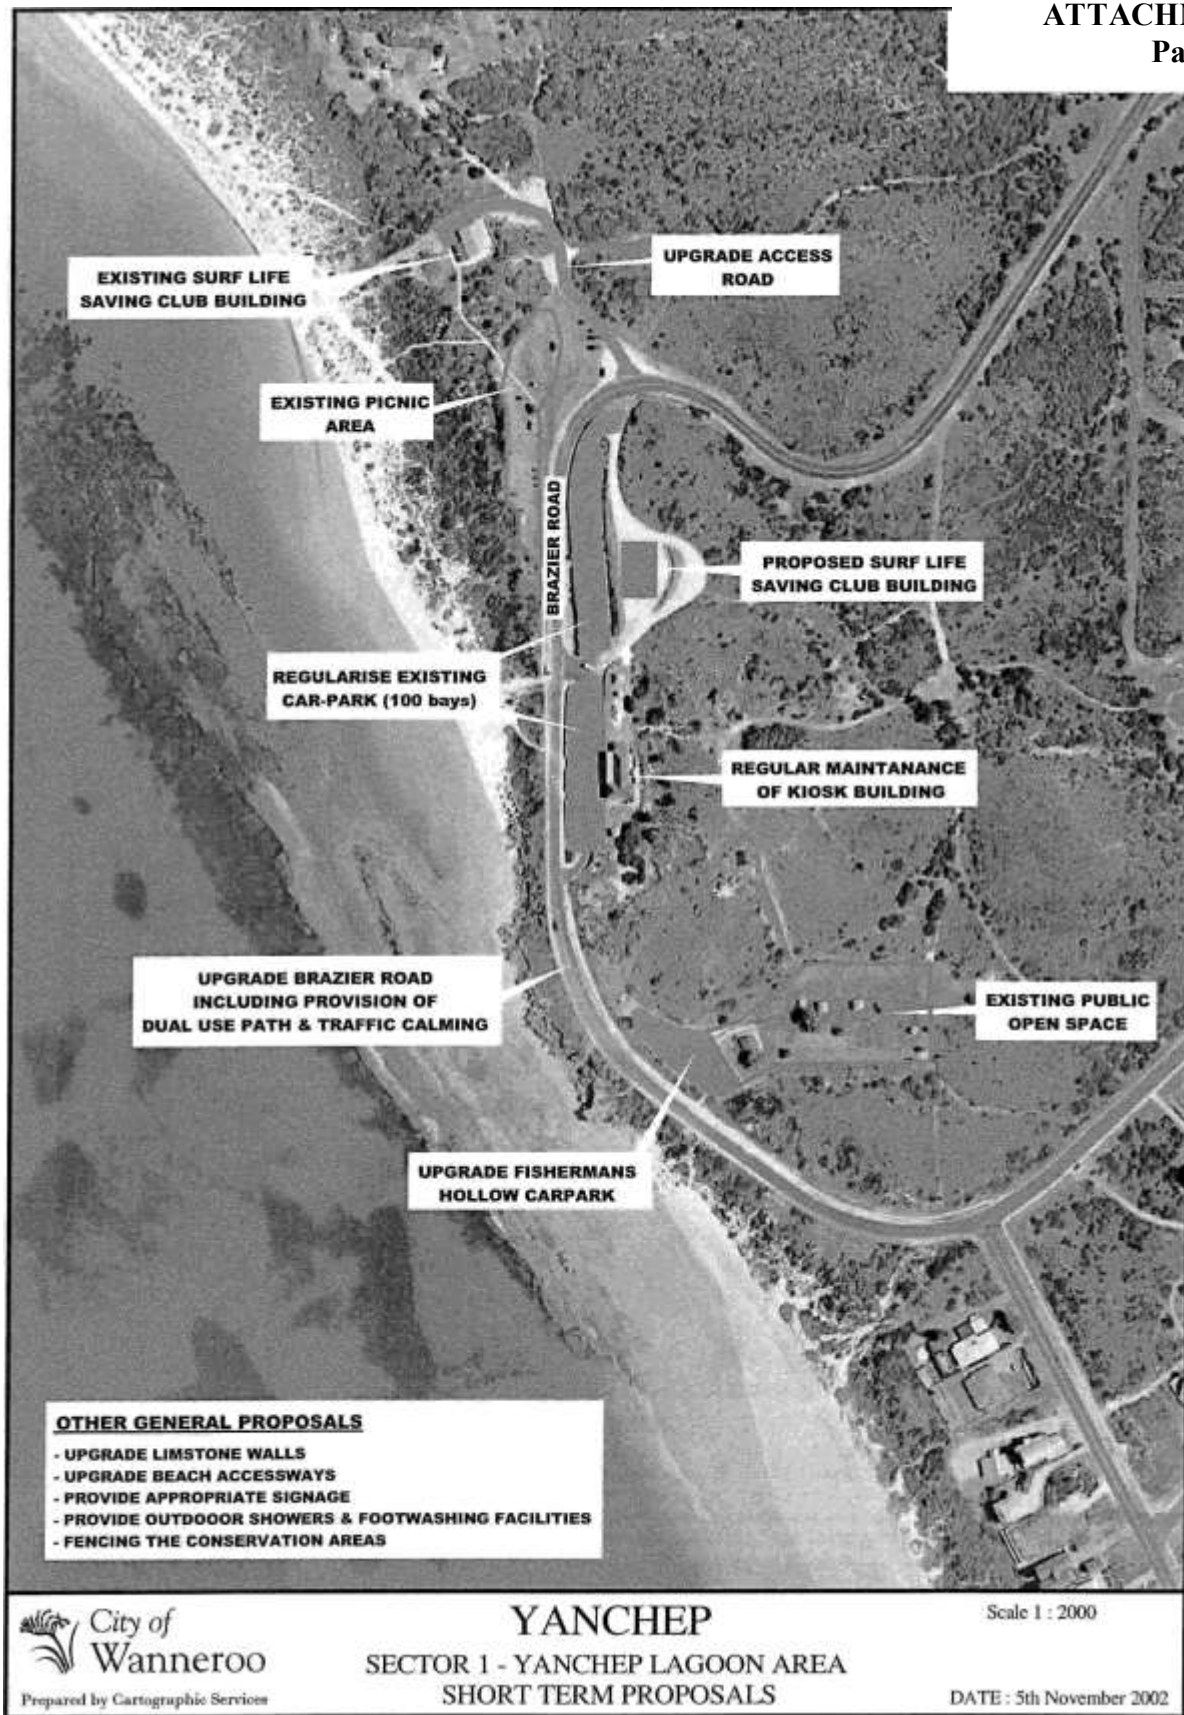 ATTACH
Pa
EXISTING SURF LIFE
SAVING CLUB BUILDING
UPGRADE ACCESS
ROAD
EXISTING PICNIC
AREA
BRAZIER ROAD
PROPOSED SURF LIFE
SAVING CLUB BUILDING
REGULARISE EXISTING
CAR-PARK (100 bays)
REGULAR MAINTANANCE
OF KIOSK BUILDING
UPGRADE BRAZIER ROAD
INCLUDING PROVISION OF
DUAL USE PATH & TRAFFIC CALMING
EXISTING PUBLIC
OPEN SPACE
UPGRADE FISHERMANS
HOLLOW CARPARK
OTHER GENERAL PROPOSALS
- UPGRADE LIMSTONE WALLS
- UPGRADE BEACH ACCESSWAYS
- PROVIDE APPROPRIATE SIGNAGE
- PROVIDE OUTDOOOR SHOWERS & FOOTWASHING FACILITIES
- FENCING THE CONSERVATION AREAS
City of
Wanneroo
Prepared by Cartographic Services
YANCHEP
SECTOR 1 - YANCHEP LAGOON AREA
SHORT TERM PROPOSALS
Scale 1 : 2000
DATE : 5th November 2002